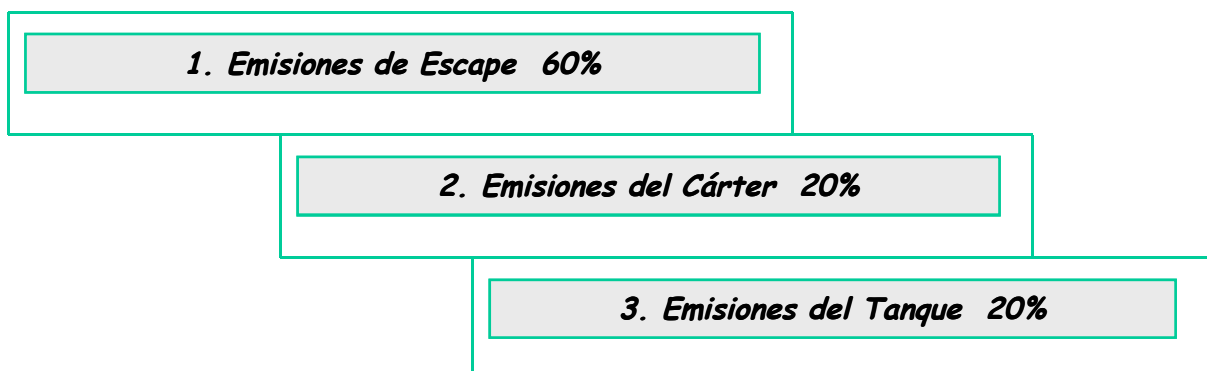 1. Emisiones de Escape 60%
2. Emisiones del Cárter 20%
3. Emisiones del Tanque 20%